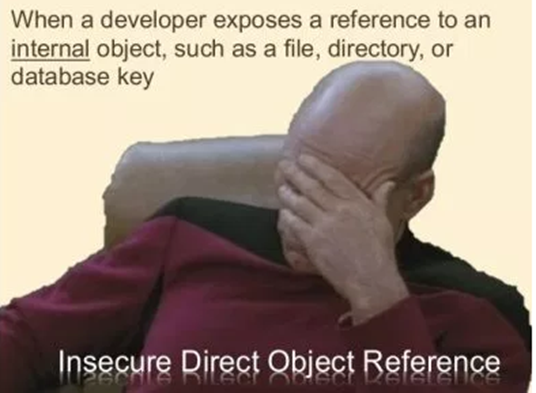 When a developer exposes a reference to an
internal object, such as a file, directory, or
database key
Insecure Direct Object Reference